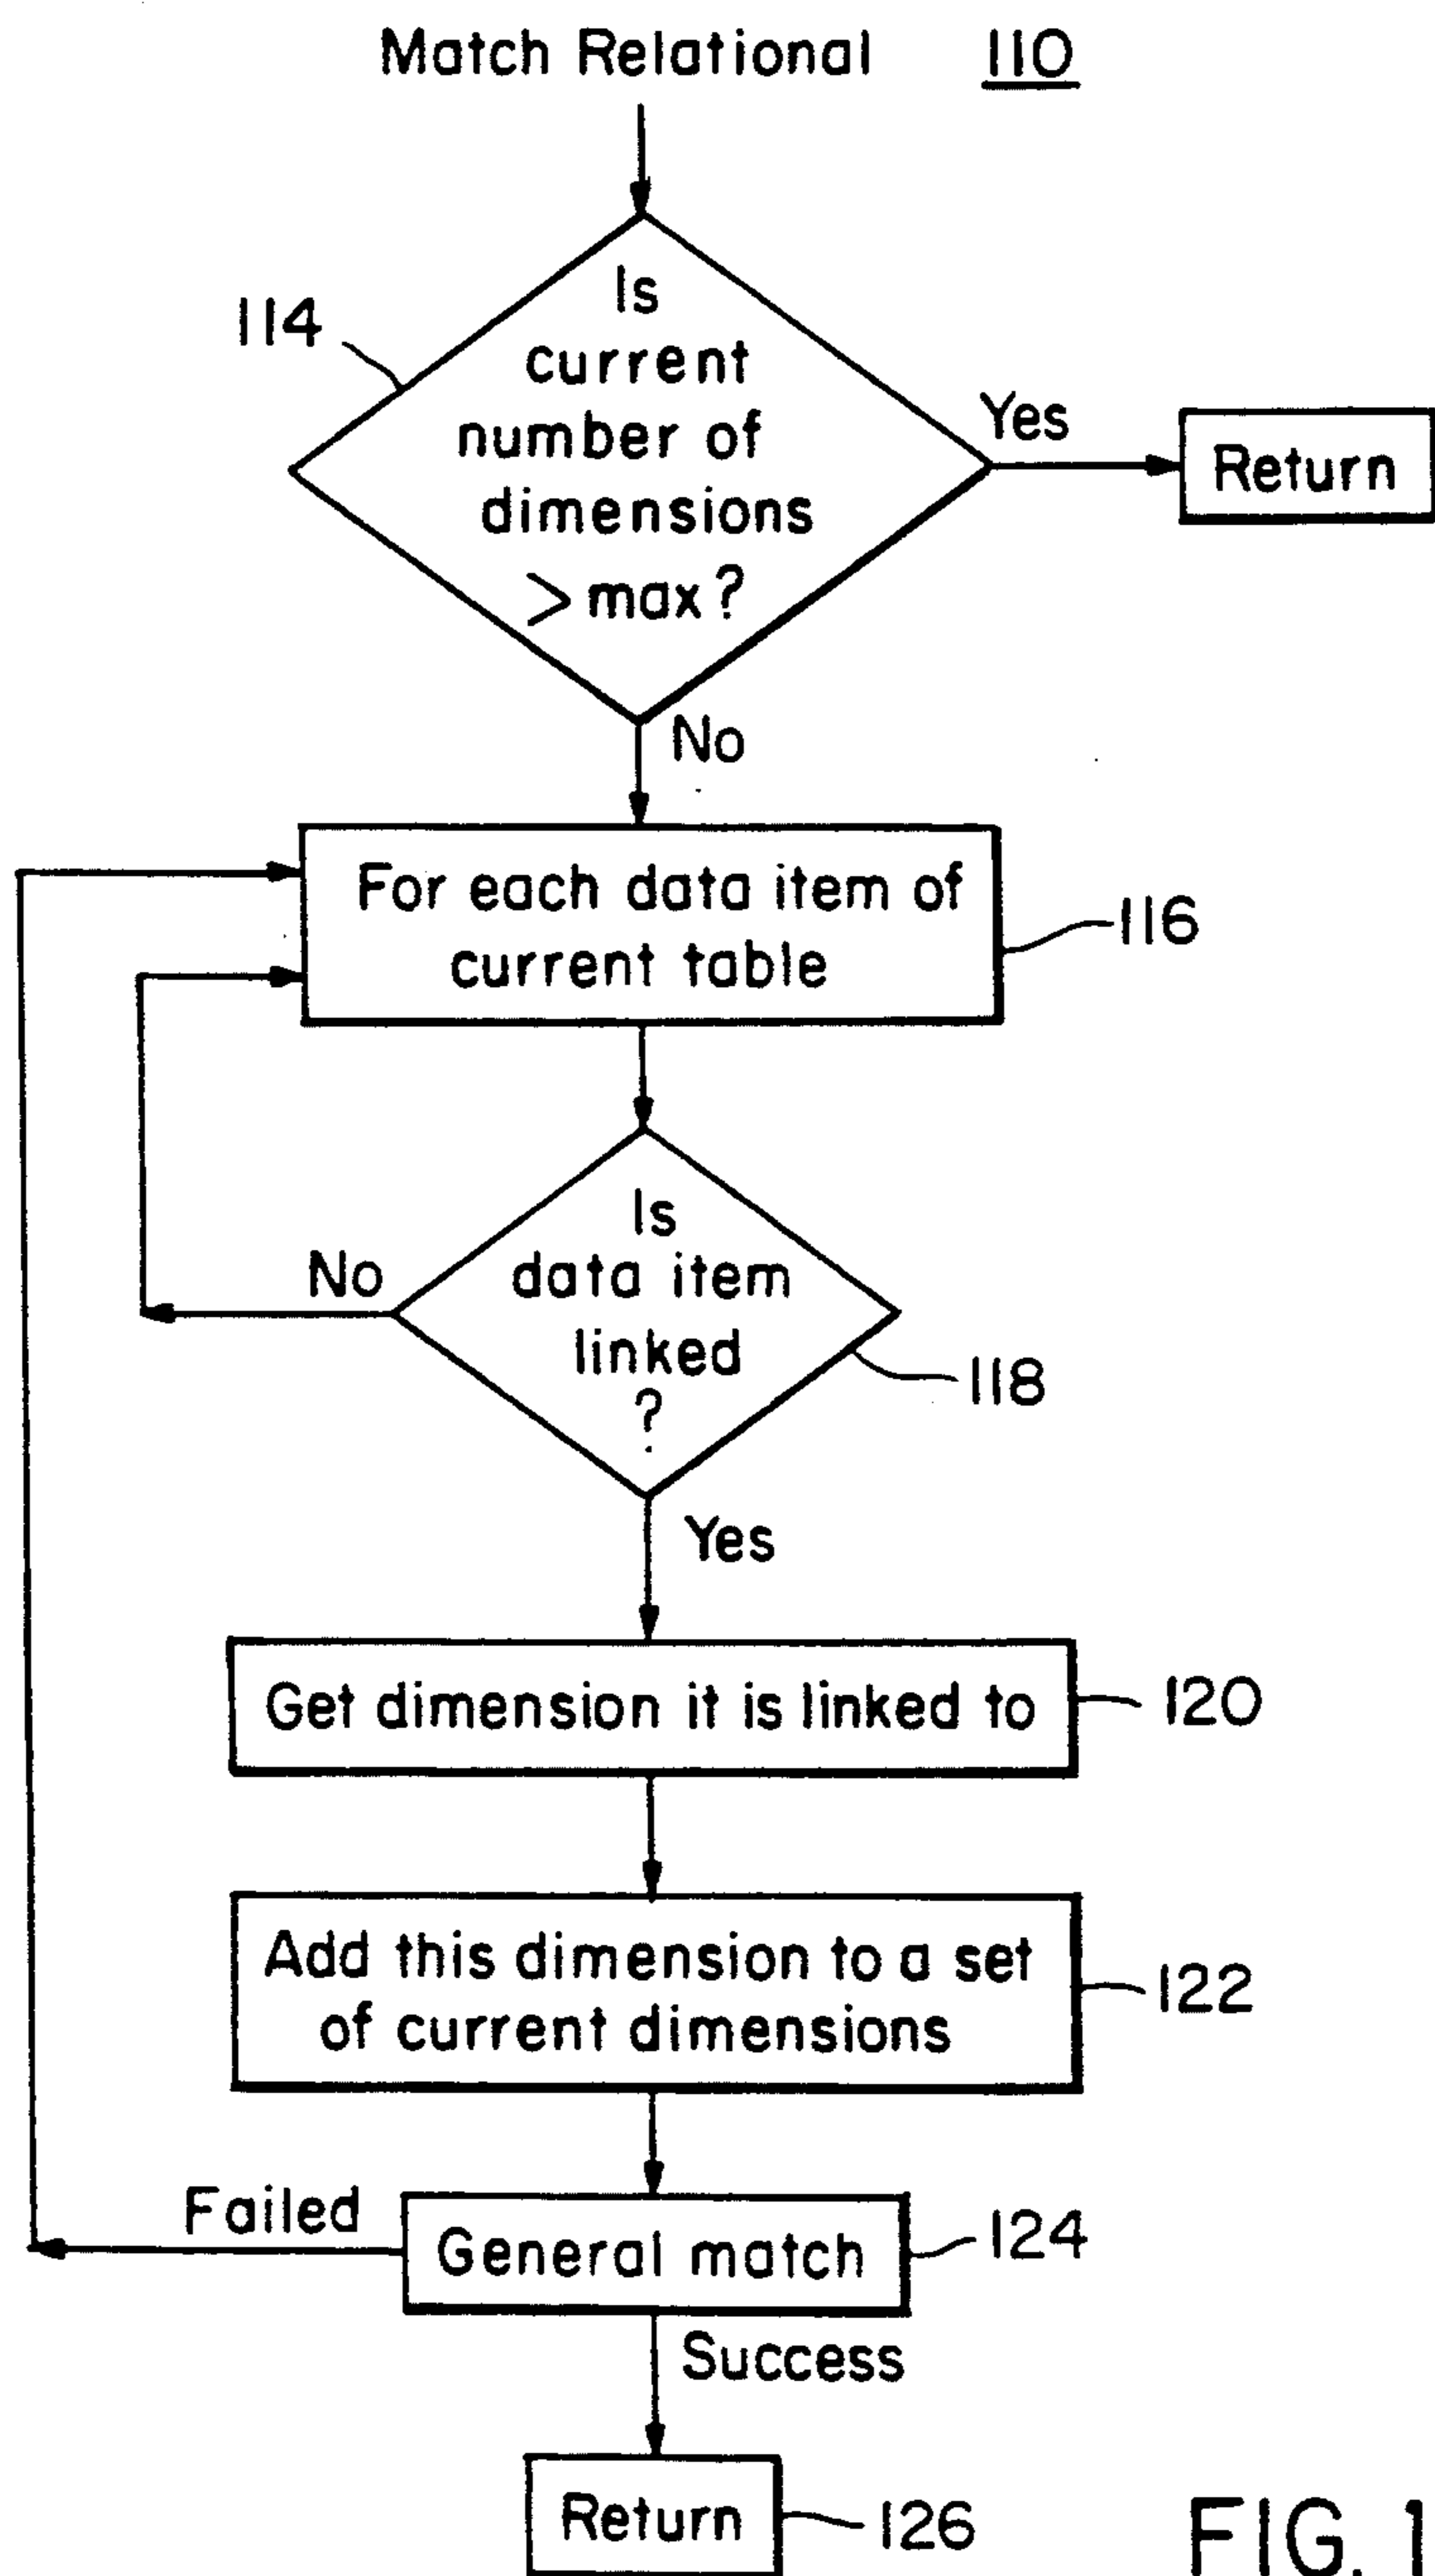 Match Relational 110
114
Is
current
number of
dimensions
> max?
Yes
Return
No
For each data item of
current table
116
Is
data item
linked
?
No
118
Yes
Get dimension it is linked to
120
Add this dimension to a set
of current dimensions
122
Failed
General match
124
Success
Return
126
FIG. 1